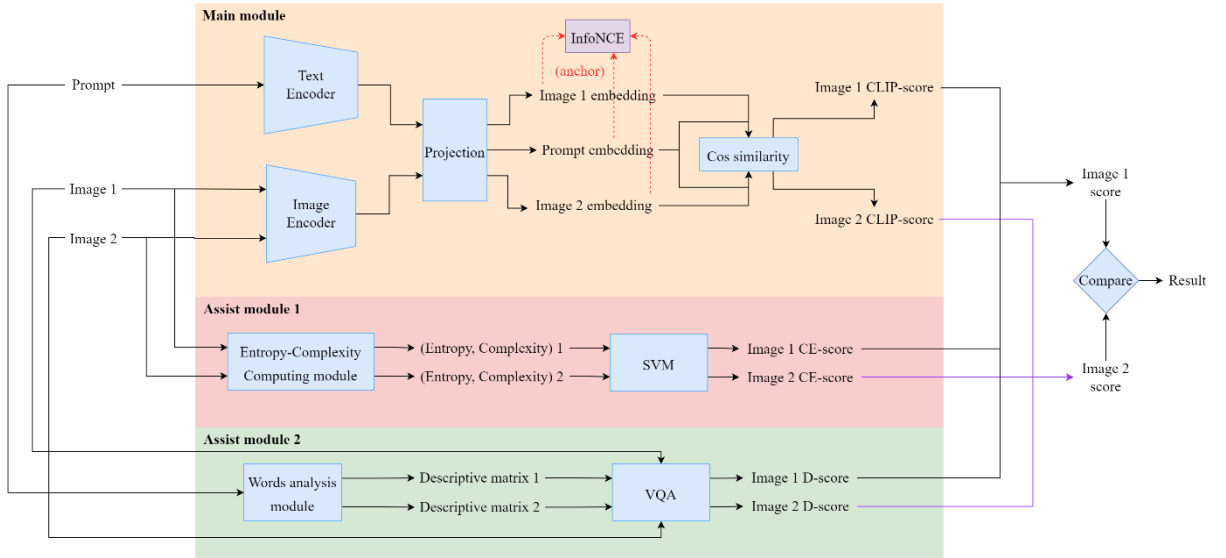 Main module
InfoNCE
(anchor)
Prompt
Text
Encoder
Image 1 embedding
Image 1 CLIP-score
Projection
Prompt embedding
Cos similarity
Image 1
Image 2
Image
Encoder
Image 2 embedding
Image 2 CLIP-score
Image 1
score
Compare
Result
Image 2
score
Assist module 1
Entropy-Complexity
Computing module
(Entropy, Complexity) 1
(Entropy, Complexity) 2
SVM
Image 1 CE-score
Image 2 CE-score
Assist module 2
Words analysis
module
Descriptive matrix 1
Descriptive matrix 2
VQA
Image 1 D-score
Image 2 D-score